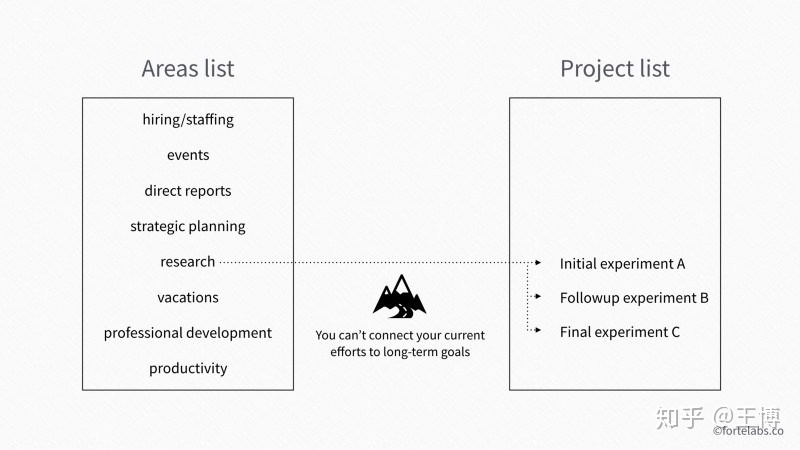 Areas list
Project list
hiring/staffing
events
direct reports
strategic planning
research
vacations
professional development
productivity
Initial experiment A
Followup experiment B
Final experiment C
You can’t connect your current
efforts to long-term goals
知乎 @王博
©fortelabs.co